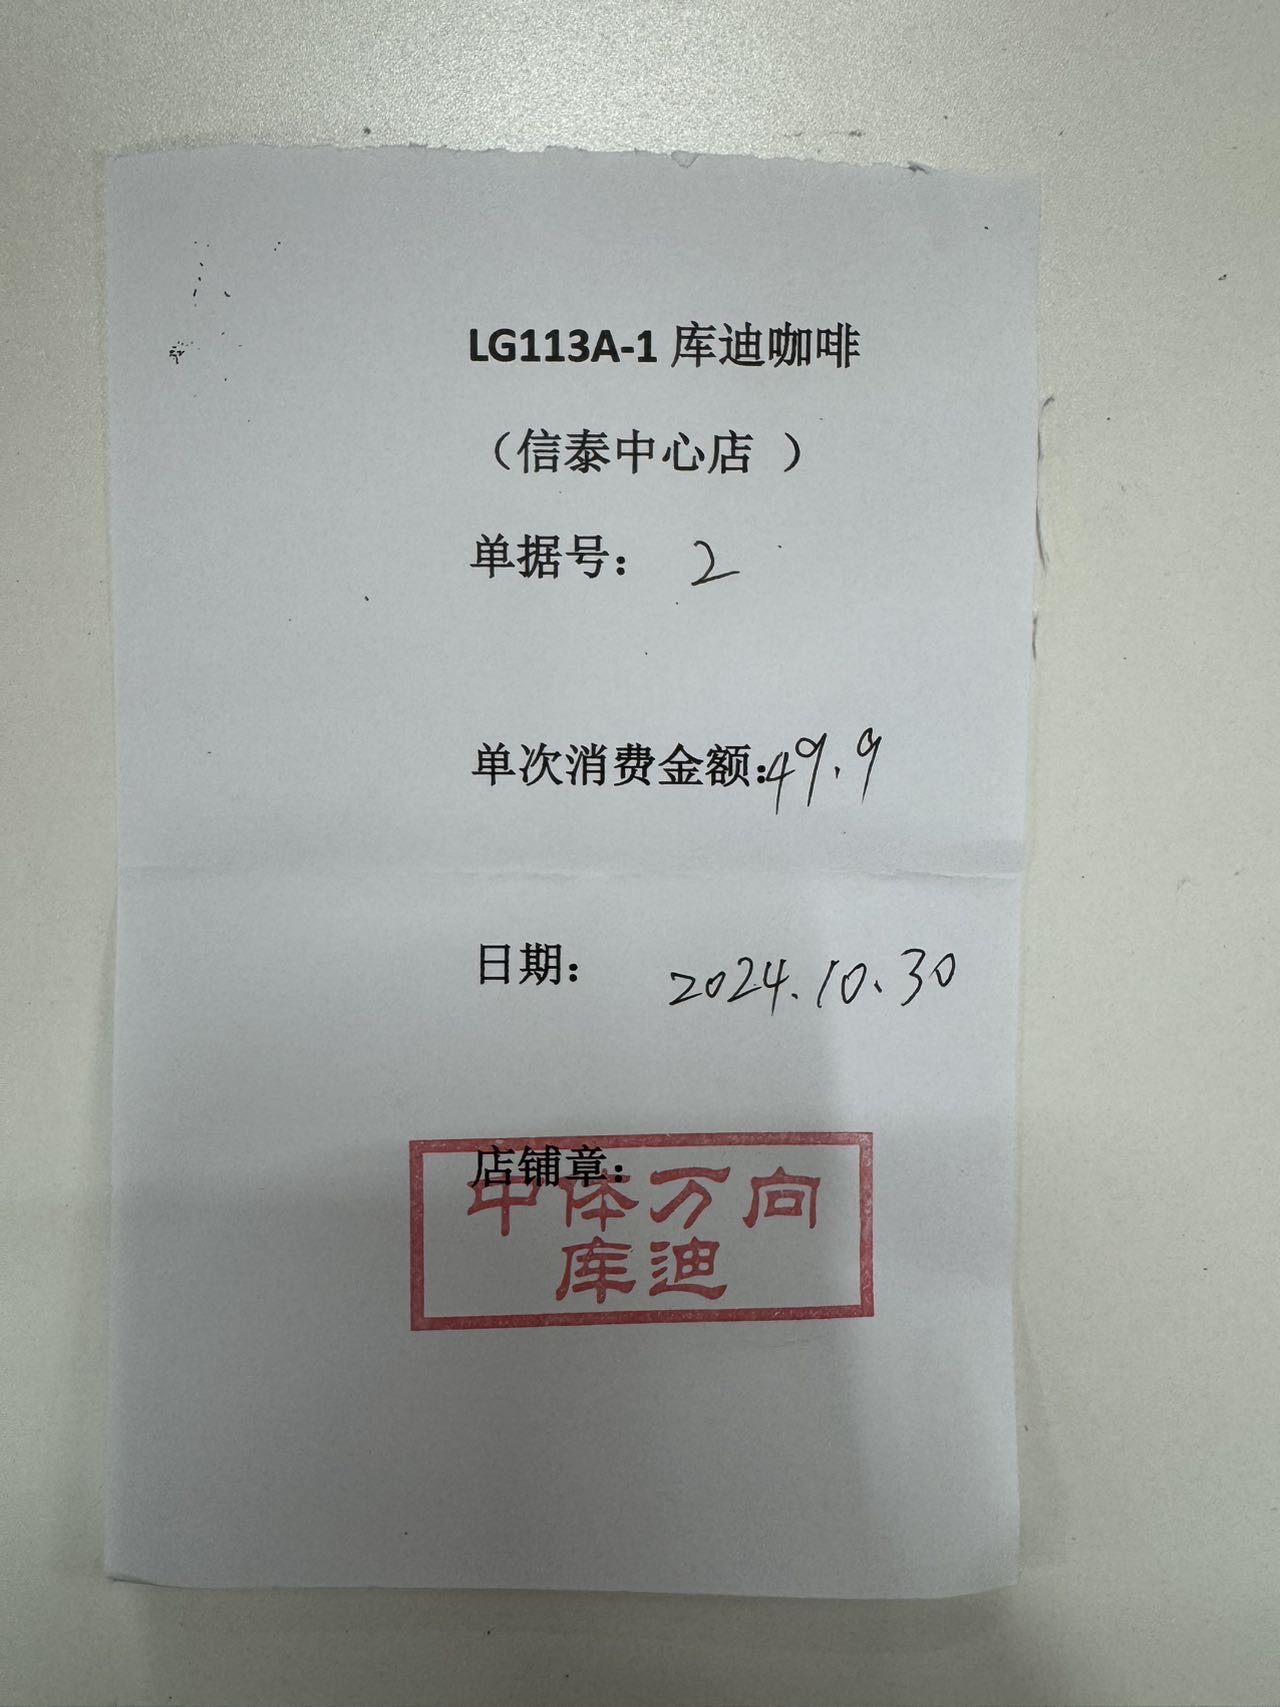 LG113A-1 库迪咖啡
（信泰中心店 ）
单据号： 2
单次消费金额:49.9
日期： 2024.10.30
店铺章：
中体万向
库迪